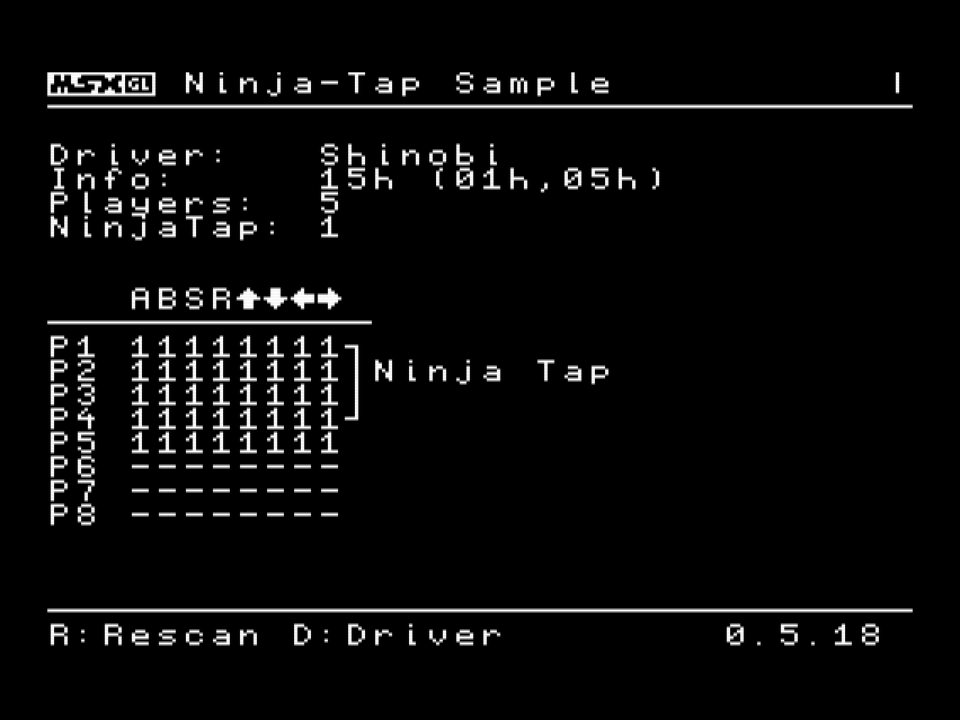 MSXGL Ninja-Tap Sample |
Driver: Shinobi
Info: 15h (01h,05h)
Players: 5
NinjaTap: 1
ABSR↑↓←→
P1 11111111
P2 11111111 Ninja Tap
P3 11111111
P4 11111111
P5 11111111
P6 --------
P7 --------
P8 --------
R:Rescan D:Driver 0.5.18